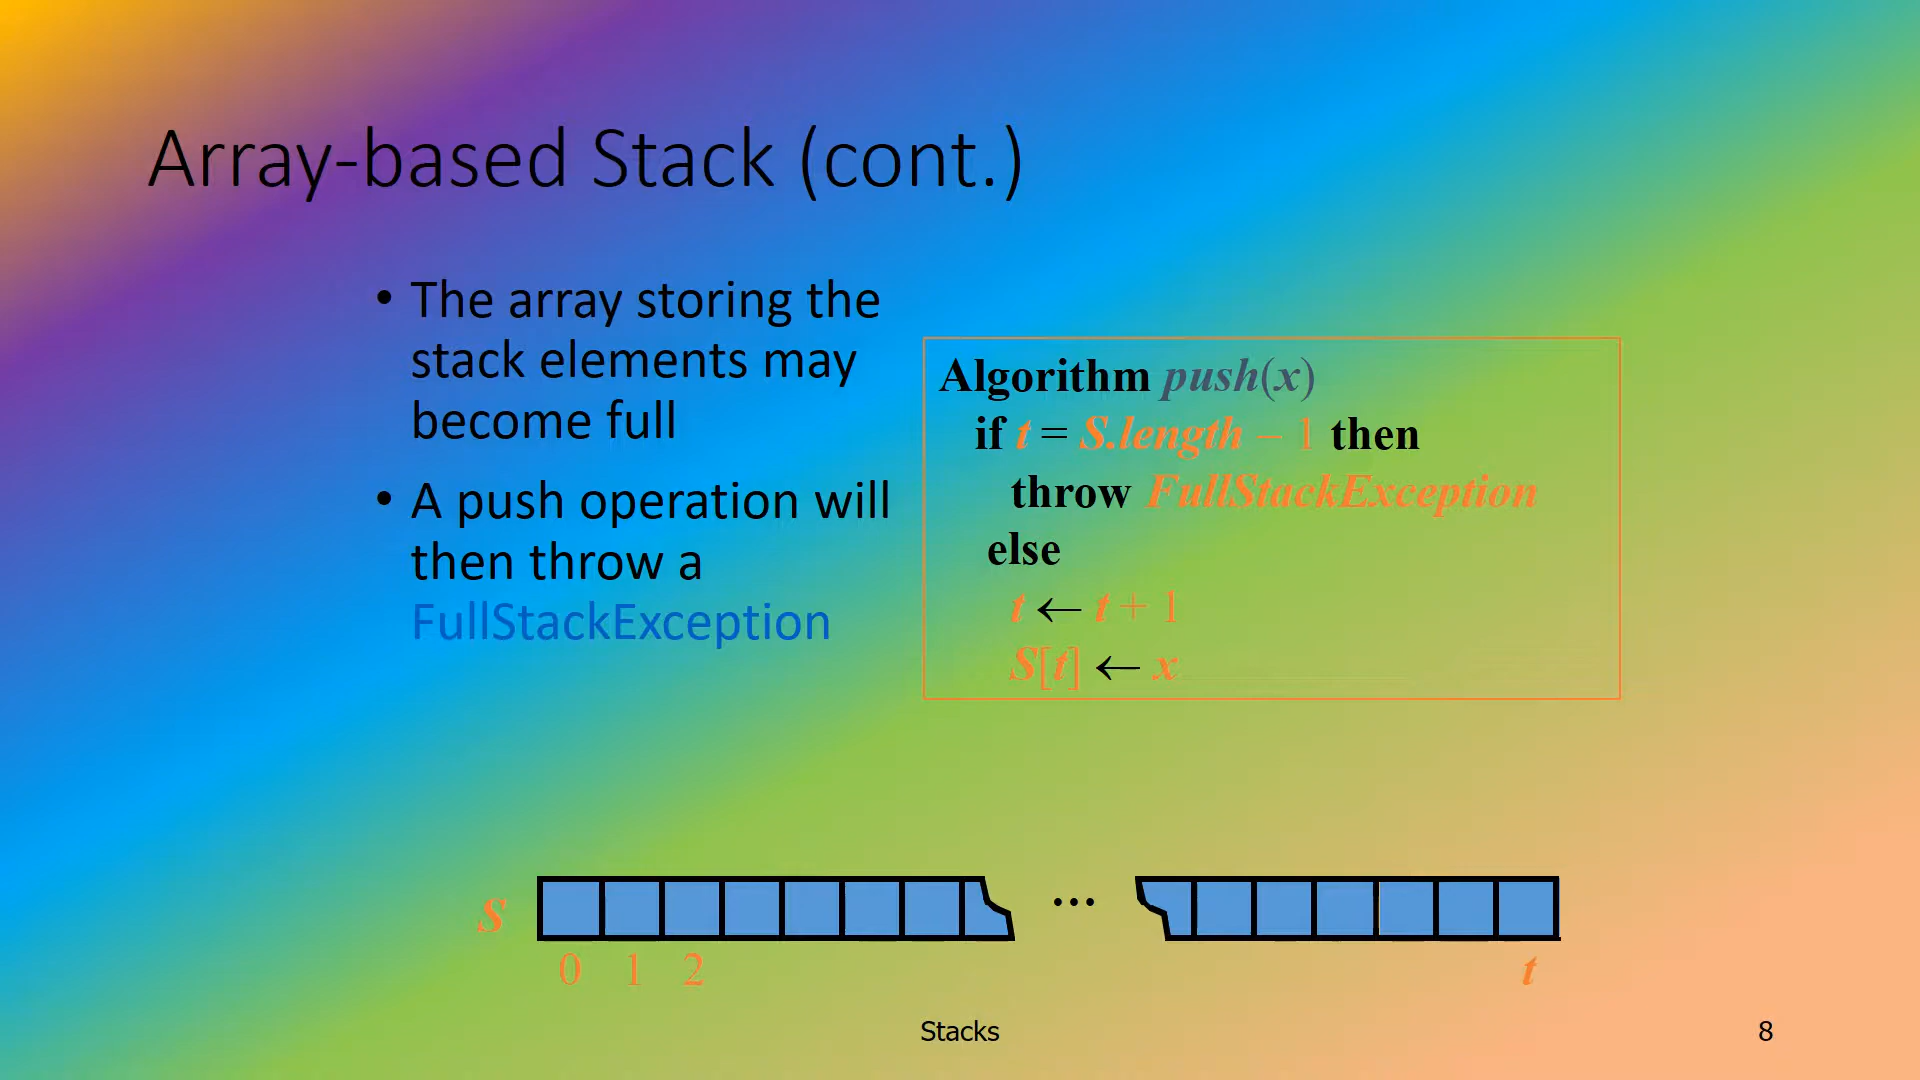 Array-based Stack (cont.)
• The array storing the
stack elements may
become full
• A push operation will
then throw a
FullStackException
Algorithm push(x)
if t = S.length − 1 then
throw FullStackException
else
t ← t + 1
S[t] ← x
S
…
0 1 2 t
Stacks
8